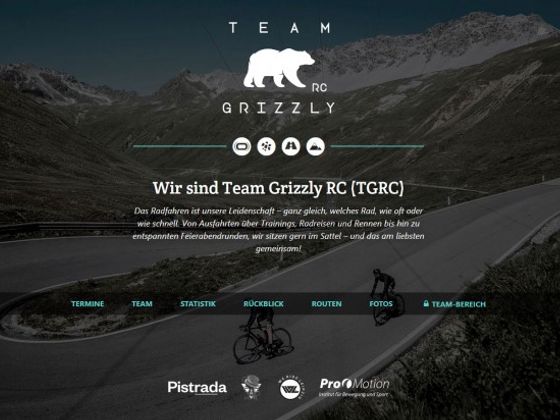 TEAM
RC
GRIZZLY
Wir sind Team Grizzly RC (TGRC)
Das Radfahren ist unsere Leidenschaft – ganz gleich, welches Rad, wie oft oder
wie schnell. Von Ausfahrten über Trainings, Radreisen und Rennen bis hin zu
entspannten Feierabendrunden, wir sitzen gern im Sattel – und das am liebsten
gemeinsam!
TERMINE TEAM STATISTIK RÜCKBLICK ROUTEN FOTOS TEAM-BEREICH
Pistrada Pro Motion
Institut für Bewegung und Sport